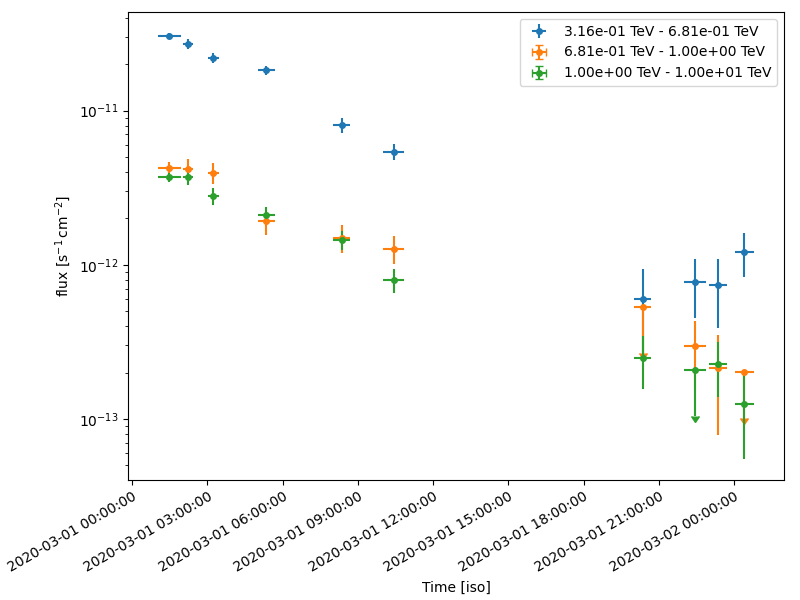 3.16e-01 TeV - 6.81e-01 TeV
6.81e-01 TeV - 1.00e+00 TeV
1.00e+00 TeV - 1.00e+01 TeV
flux [s⁻¹ cm⁻²]
10⁻¹¹
10⁻¹²
10⁻¹³
2020-03-01 00:00:00
2020-03-01 03:00:00
2020-03-01 06:00:00
2020-03-01 09:00:00
2020-03-01 12:00:00
2020-03-01 15:00:00
2020-03-01 18:00:00
2020-03-01 21:00:00
2020-03-02 00:00:00
Time [iso]